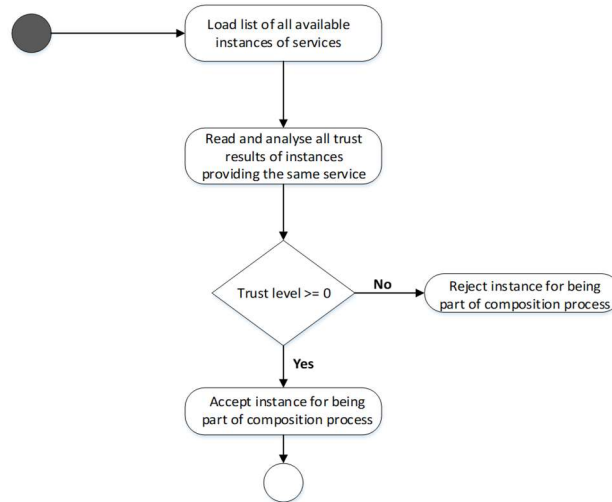 Load list of all available
instances of services
Read and analyse all trust
results of instances
providing the same service
Trust level >= 0
No
Reject instance for being
part of composition process
Yes
Accept instance for being
part of composition process